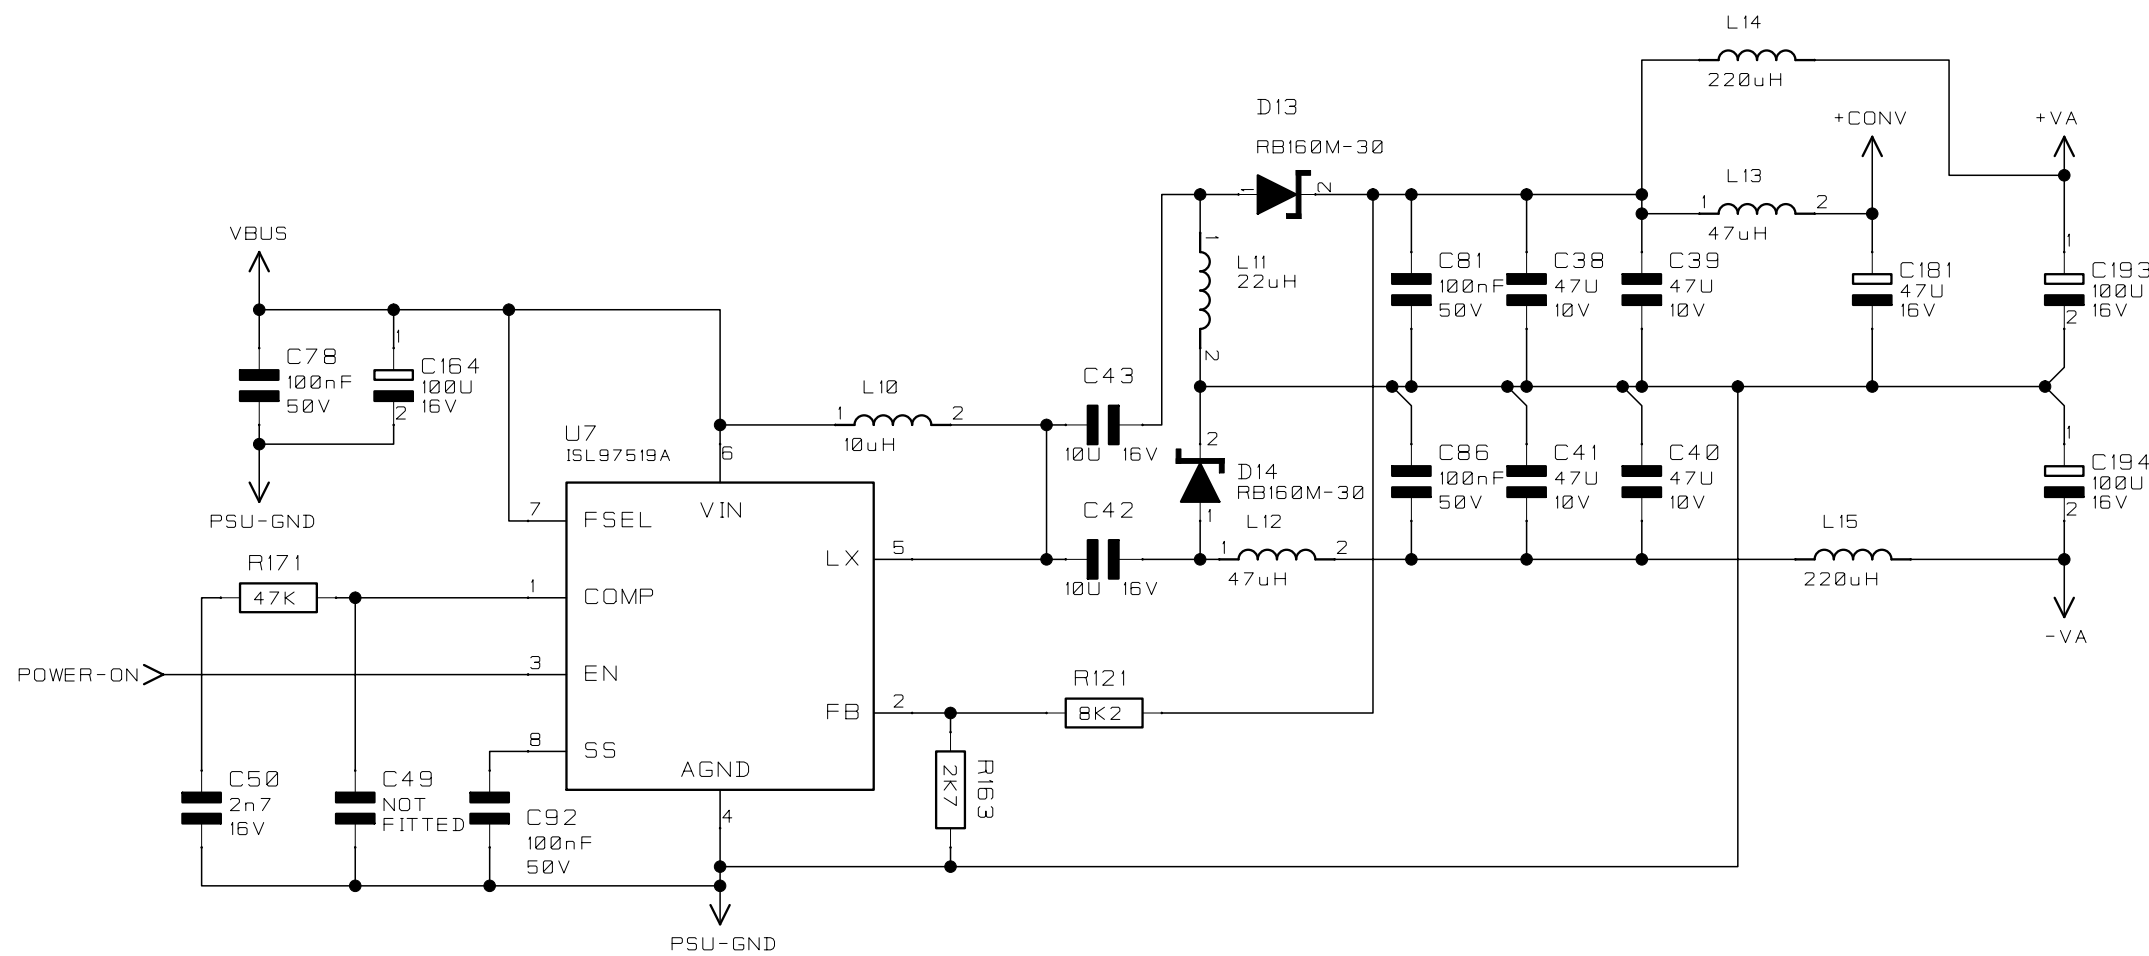 L14
220uH
D13
RB160M-30
1
2
+CONV
+VA
L13
1
2
47uH
VBUS
1
L11
22uH
2
C81
100nF
50V
C38
47U
10V
C39
47U
10V
C181
47U
16V
1
C193
100U
16V
2
C78
100nF
50V
1
C164
100U
16V
2
PSU-GND
L10
1
2
10uH
C43
10U
16V
U7
ISL97519A
6
VIN
7
FSEL
LX
5
C42
10U
16V
2
D14
RB160M-30
1
L12
1
2
47uH
C86
100nF
50V
C41
47U
10V
C40
47U
10V
1
C194
100U
16V
2
L15
220uH
-VA
R171
47K
1
COMP
POWER-ON
3
EN
FB
2
R121
8K2
8
SS
AGND
4
R163
2K7
C50
2n7
16V
C49
NOT
FITTED
C92
100nF
50V
PSU-GND